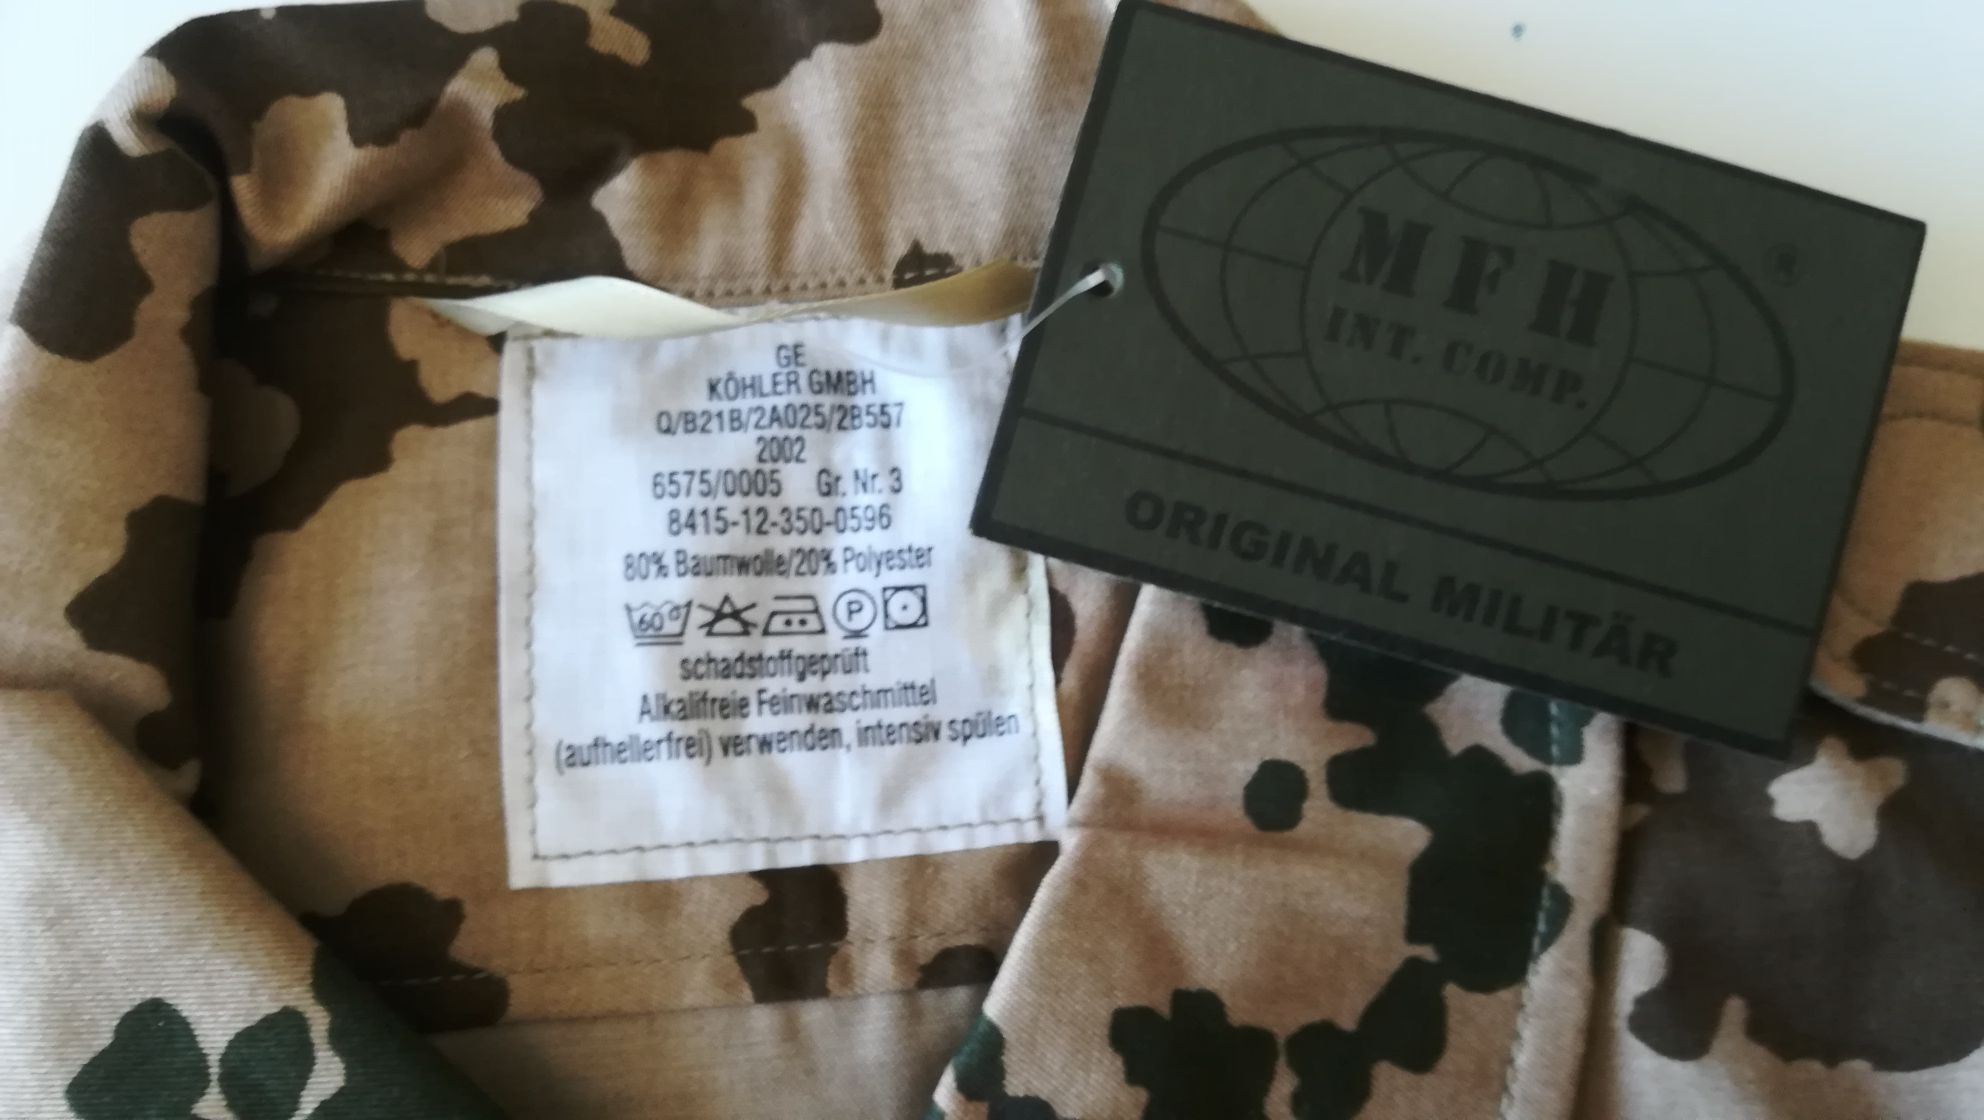 GE
KÖHLER GMBH
Q/B21B/2A025/2B557
2002
6575/0005 Gr. Nr. 3
8415-12-350-0596
80% Baumwolle/20% Polyester
60°
P
schadstoffgeprüft
Alkalifreie Feinwaschmittel
(aufhellerfrei) verwenden, intensiv spülen
MFH
®
INT. COMP.
ORIGINAL MILITÄR